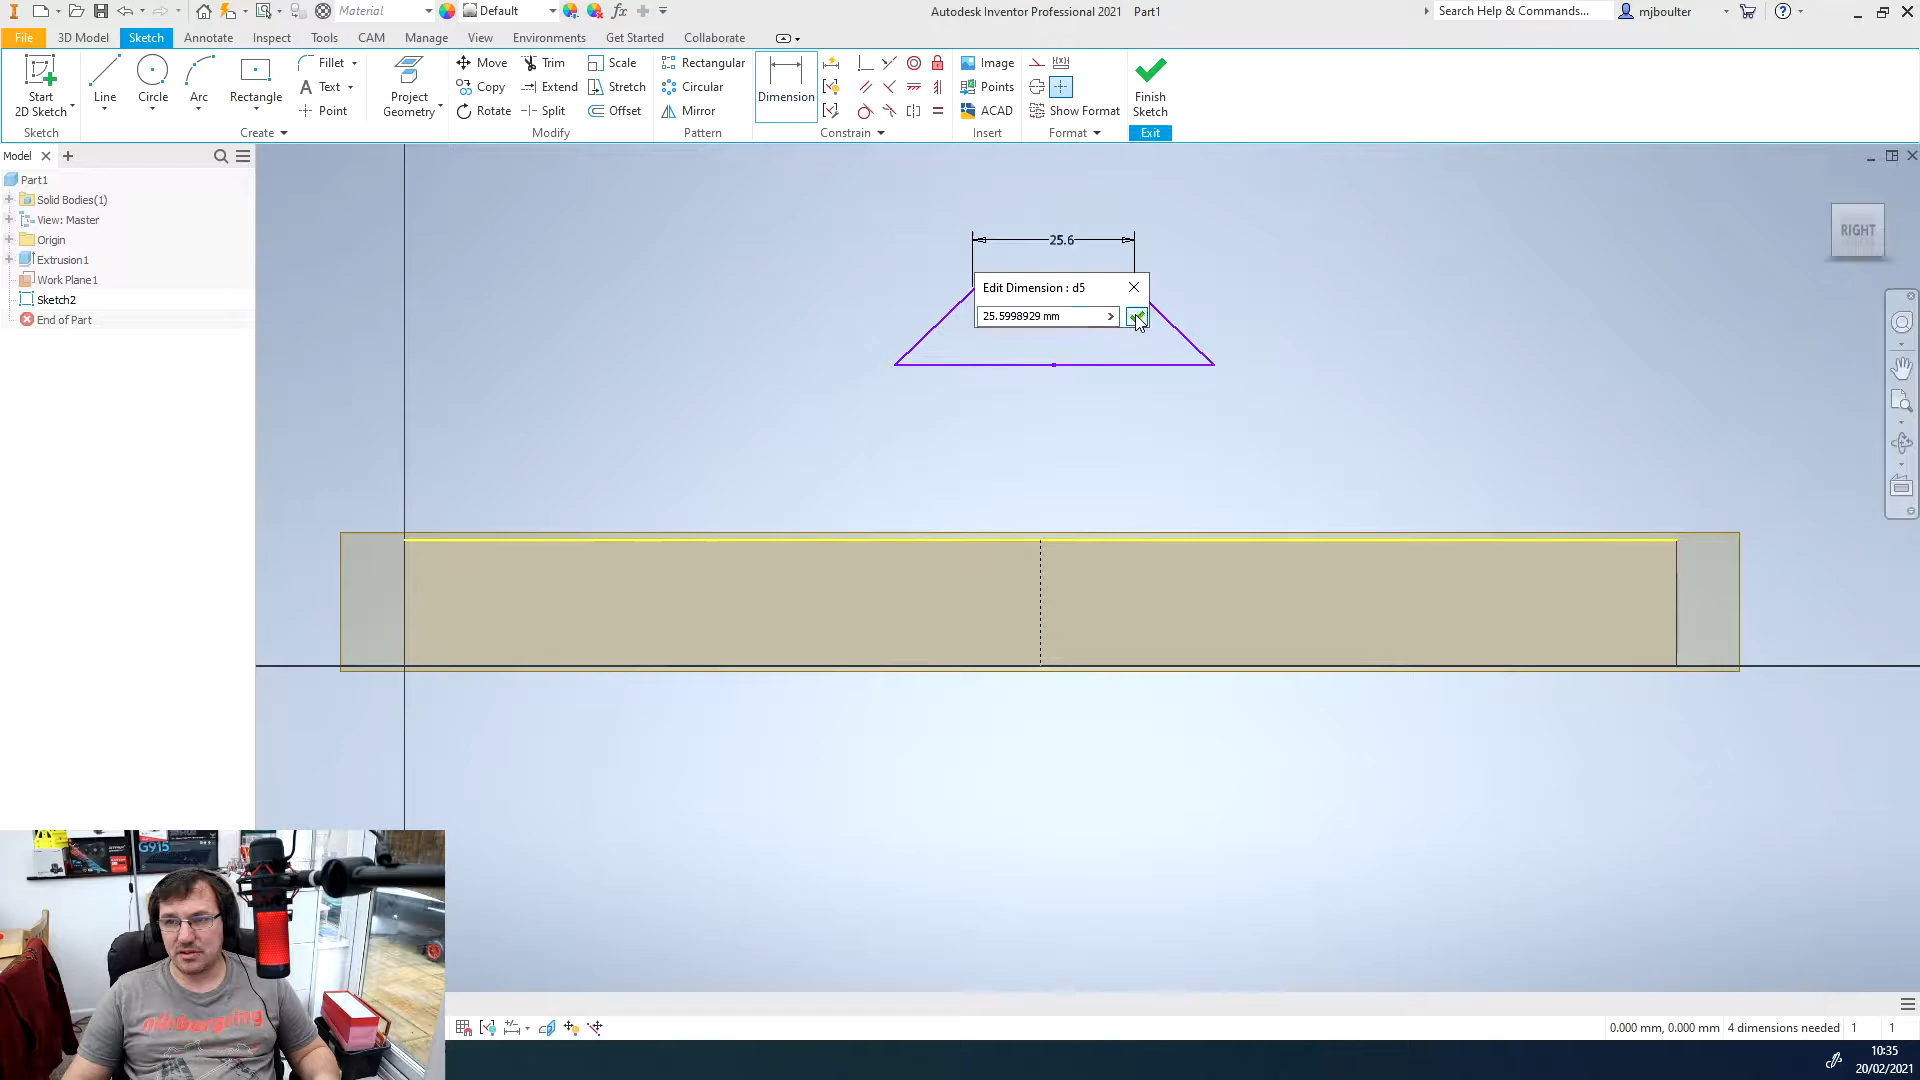 Material
Default
Autodesk Inventor Professional 2021 Part1
Search Help & Commands...
mjboulter
File
3D Model
Sketch
Annotate
Inspect
Tools
CAM
Manage
View
Environments
Get Started
Collaborate
Start
2D Sketch
Line
Circle
Arc
Rectangle
Fillet
Text
Point
Project
Geometry
Move
Copy
Rotate
Trim
Extend
Split
Scale
Stretch
Offset
Rectangular
Circular
Mirror
Dimension
Image
Points
ACAD
Show Format
Finish
Sketch
Sketch
Create
Modify
Pattern
Constrain
Insert
Format
Exit
Model
Part1
Solid Bodies(1)
View: Master
Origin
Extrusion1
Work Plane1
Sketch2
End of Part
25.6
Edit Dimension : d5
25.5998929 mm
RIGHT
G915
nürburgring
0.000 mm, 0.000 mm
4 dimensions needed
1
1
10:35
20/02/2021